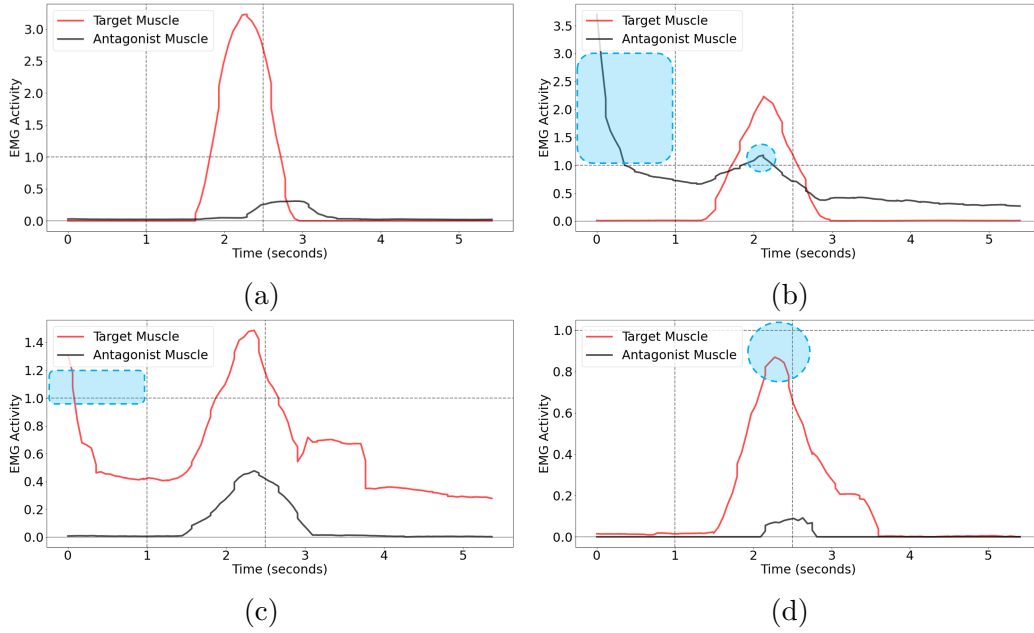 Target Muscle
Antagonist Muscle
EMG Activity
3.0
2.5
2.0
1.5
1.0
0.5
0.0
0 1 2 3 4 5
Time (seconds)
(a)
Target Muscle
Antagonist Muscle
EMG Activity
3.5
3.0
2.5
2.0
1.5
1.0
0.5
0.0
0 1 2 3 4 5
Time (seconds)
(b)
Target Muscle
Antagonist Muscle
EMG Activity
1.4
1.2
1.0
0.8
0.6
0.4
0.2
0.0
0 1 2 3 4 5
Time (seconds)
(c)
Target Muscle
Antagonist Muscle
EMG Activity
1.0
0.8
0.6
0.4
0.2
0.0
0 1 2 3 4 5
Time (seconds)
(d)